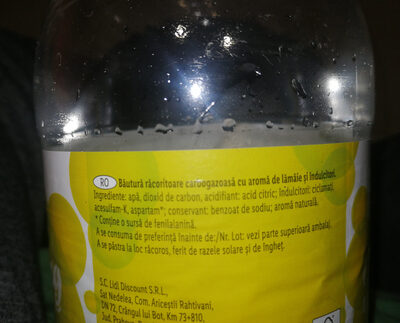 RO Băutură răcoritoare carbogazoasă cu aromă de lămâie și îndulcitori.
Ingrediente: apă, dioxid de carbon, acidifiant: acid citric; îndulcitori: ciclamați,
acesulfam-K, aspartam*; conservant: benzoat de sodiu; aromă naturală.
* Conține o sursă de fenilalanină.
A se consuma de preferință înainte de:/Nr. Lot: vezi partea superioară ambalaj.
A se păstra la loc răcoros, ferit de razele solare și de îngheț.
S.C. Lidl Discount S.R.L.,
Sat Nedelea, Com. Ariceștii Rahtivani,
DN 72, Crângul lui Bot, Km 73+810,
Jud.